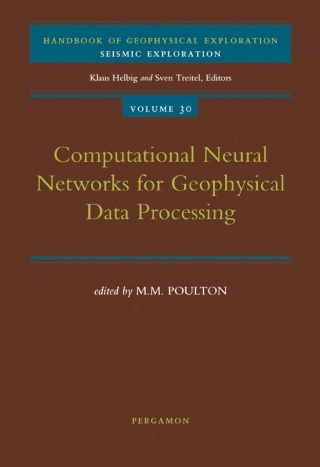 HANDBOOK OF GEOPHYSICAL EXPLORATION
SEISMIC EXPLORATION
Klaus Helbig and Sven Treitel, Editors
VOLUME 30
Computational Neural
Networks for Geophysical
Data Processing
edited by M.M. POULTON
PERGAMON